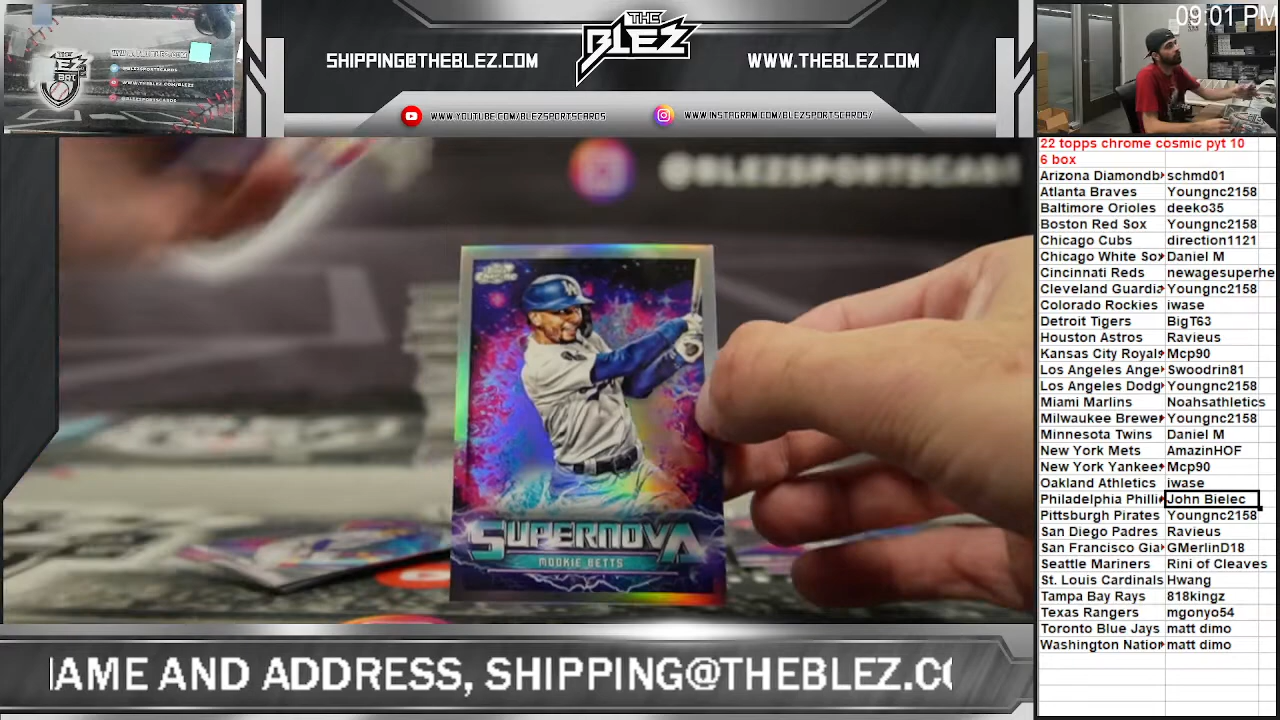 09:01 PM
THE
BLEZ
SHIPPING@THEBLEZ.COM
WWW.THEBLEZ.COM
WWW.YOUTUBE.COM/BLEZSPORTSCARDS
WWW.INSTAGRAM.COM/BLEZSPORTSCARDS/
@BLEZSPORTSCARD
SUPERNOVA
MOOKIE BETTS
AME AND ADDRESS, SHIPPING@THEBLEZ.CO
22 topps chrome cosmic pyt 10
6 box
Arizona Diamondb schmd01
Atlanta Braves Youngnc2158
Baltimore Orioles deeko35
Boston Red Sox Youngnc2158
Chicago Cubs direction1121
Chicago White Sox Daniel M
Cincinnati Reds newagesuperhe
Cleveland Guardia Youngnc2158
Colorado Rockies iwase
Detroit Tigers BigT63
Houston Astros Ravieus
Kansas City Royals Mcp90
Los Angeles Ange Swoodrin81
Los Angeles Dodg Youngnc2158
Miami Marlins Noahsathletics
Milwaukee Brewe Youngnc2158
Minnesota Twins Daniel M
New York Mets AmazinHOF
New York Yankee Mcp90
Oakland Athletics iwase
Philadelphia Philli John Bielec
Pittsburgh Pirates Youngnc2158
San Diego Padres Ravieus
San Francisco Gia GMerlinD18
Seattle Mariners Rini of Cleaves
St. Louis Cardinals Hwang
Tampa Bay Rays 818kingz
Texas Rangers mgonyo54
Toronto Blue Jays matt dimo
Washington Nation matt dimo